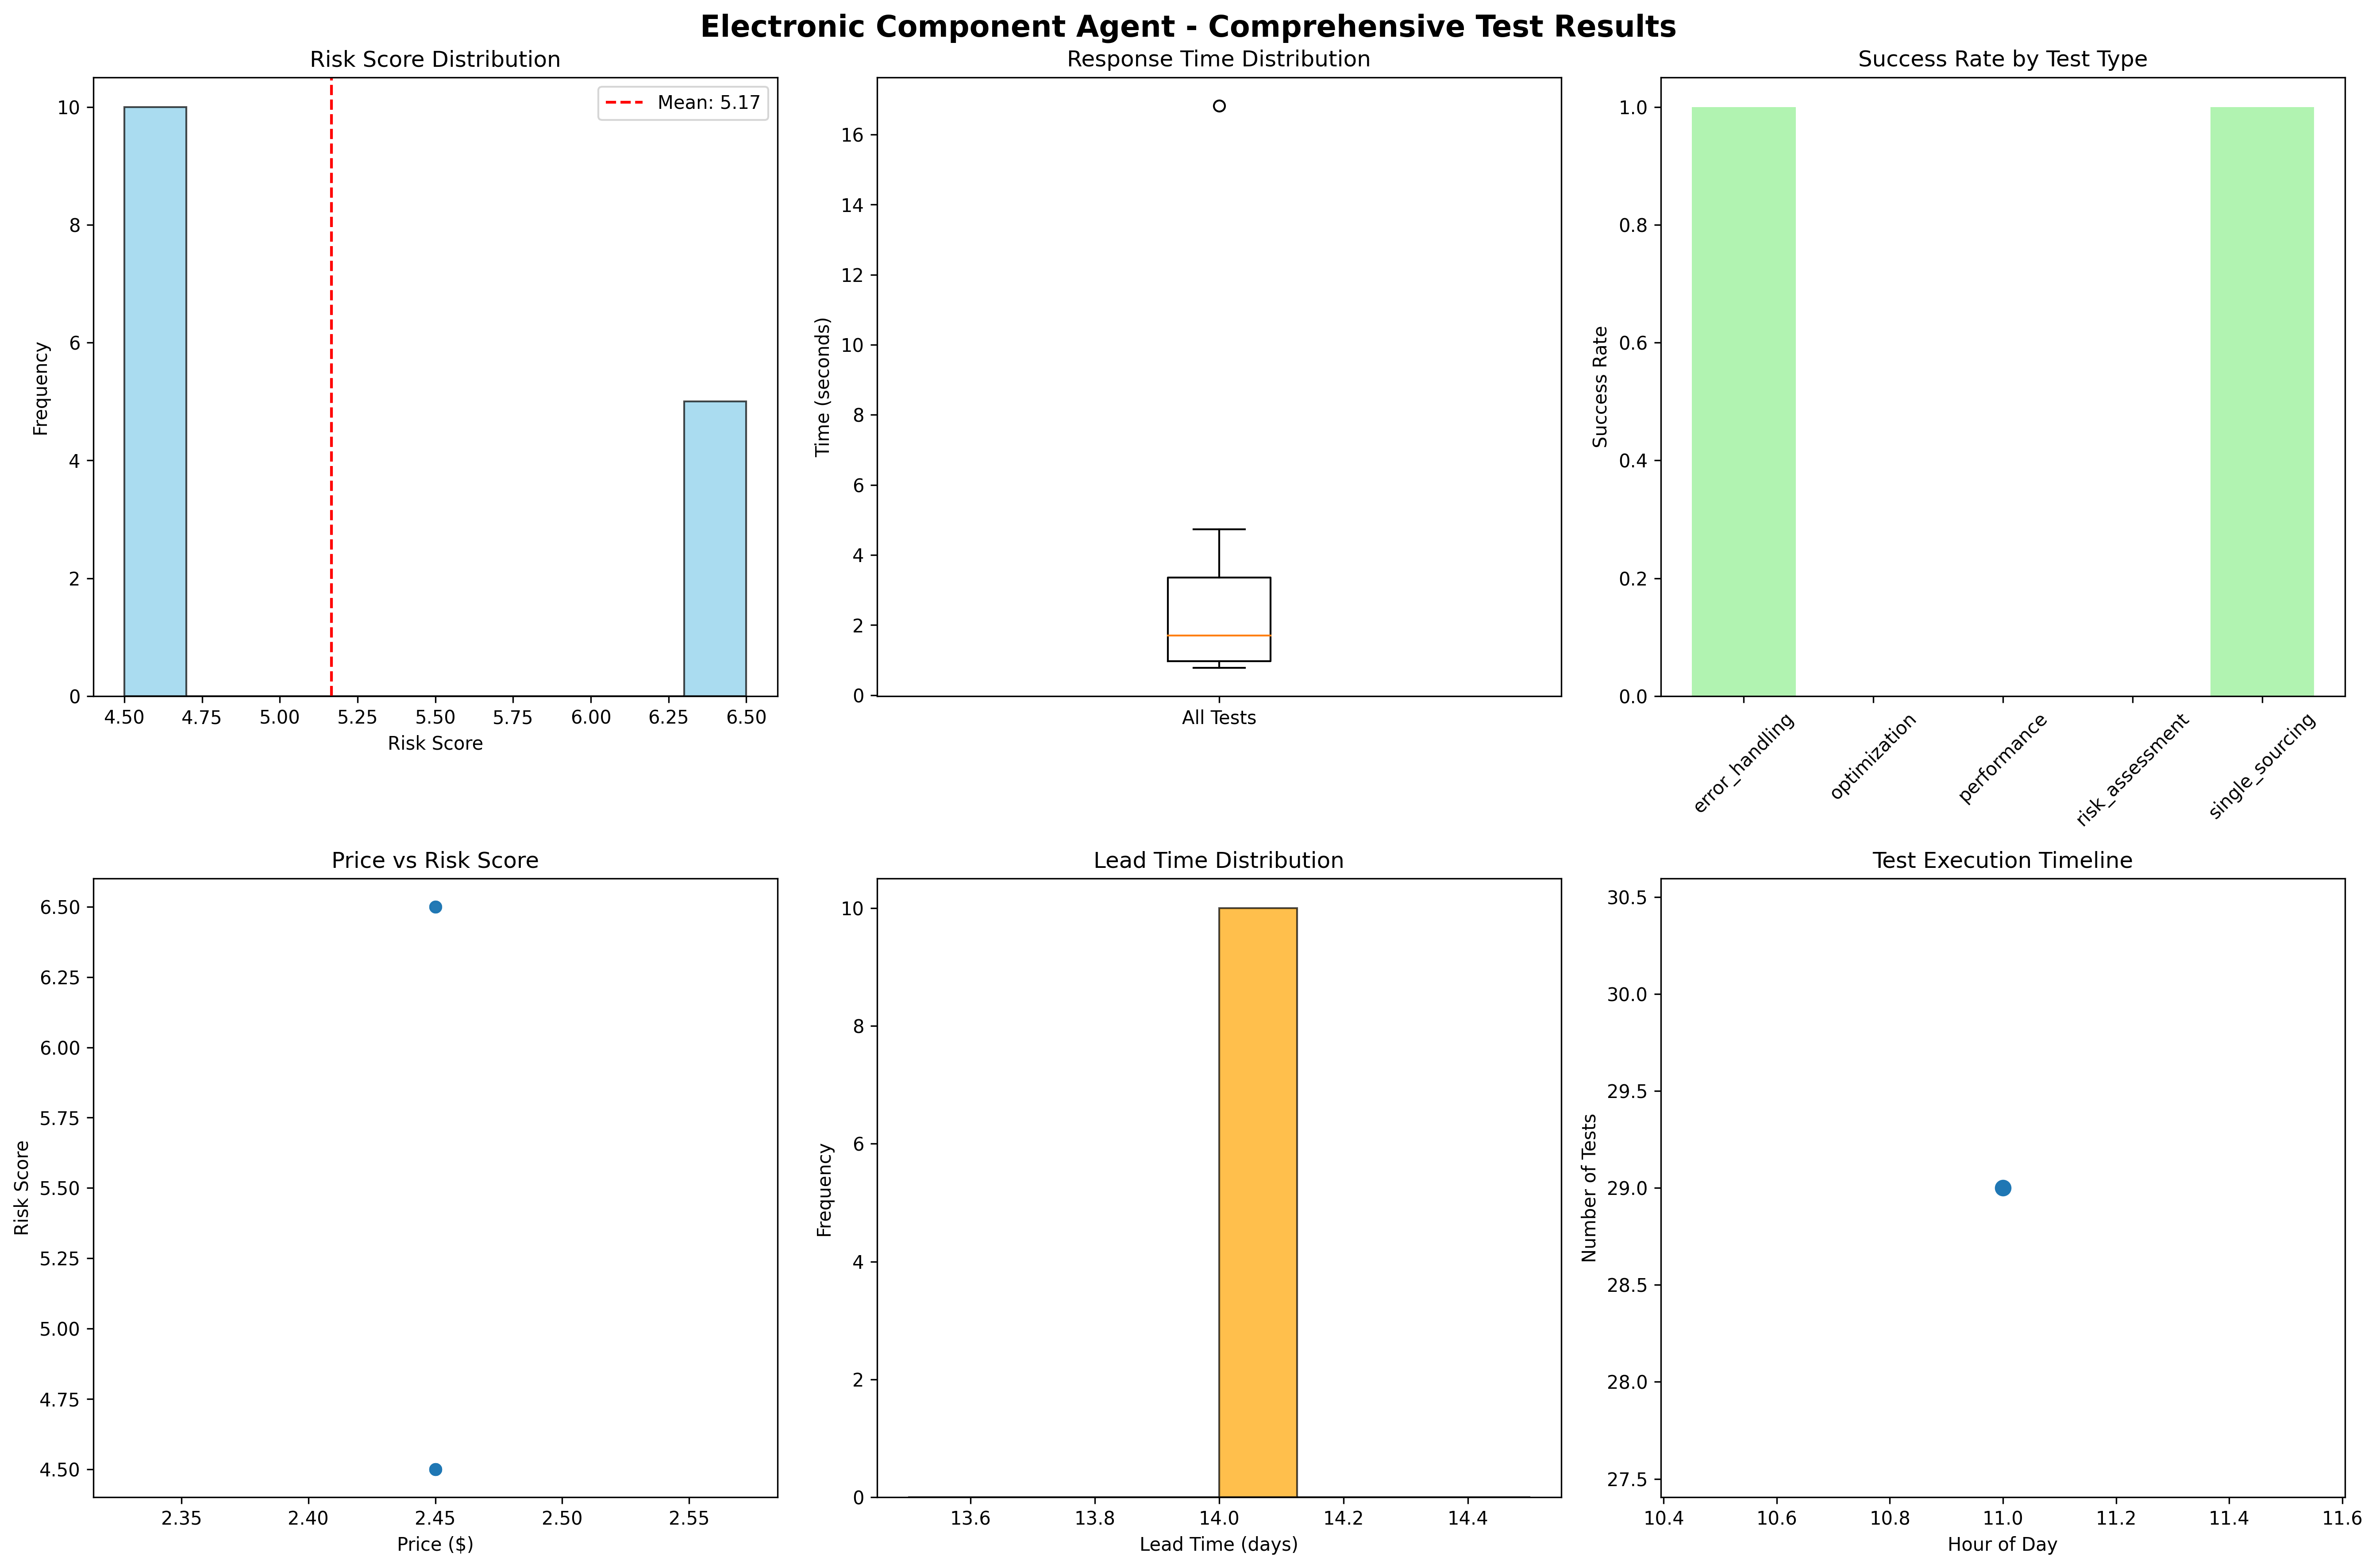 Electronic Component Agent - Comprehensive Test Results
Risk Score Distribution
Mean: 5.17
Frequency
10
8
6
4
2
0
4.50 4.75 5.00 5.25 5.50 5.75 6.00 6.25 6.50
Risk Score
Response Time Distribution
Time (seconds)
16
14
12
10
8
6
4
2
0
All Tests
Success Rate by Test Type
Success Rate
1.0
0.8
0.6
0.4
0.2
0.0
error_handling
optimization
performance
risk_assessment
single_sourcing
Price vs Risk Score
Risk Score
6.50
6.25
6.00
5.75
5.50
5.25
5.00
4.75
4.50
2.35 2.40 2.45 2.50 2.55
Price ($)
Lead Time Distribution
Frequency
10
8
6
4
2
0
13.6 13.8 14.0 14.2 14.4
Lead Time (days)
Test Execution Timeline
Number of Tests
30.5
30.0
29.5
29.0
28.5
28.0
27.5
10.4 10.6 10.8 11.0 11.2 11.4 11.6
Hour of Day